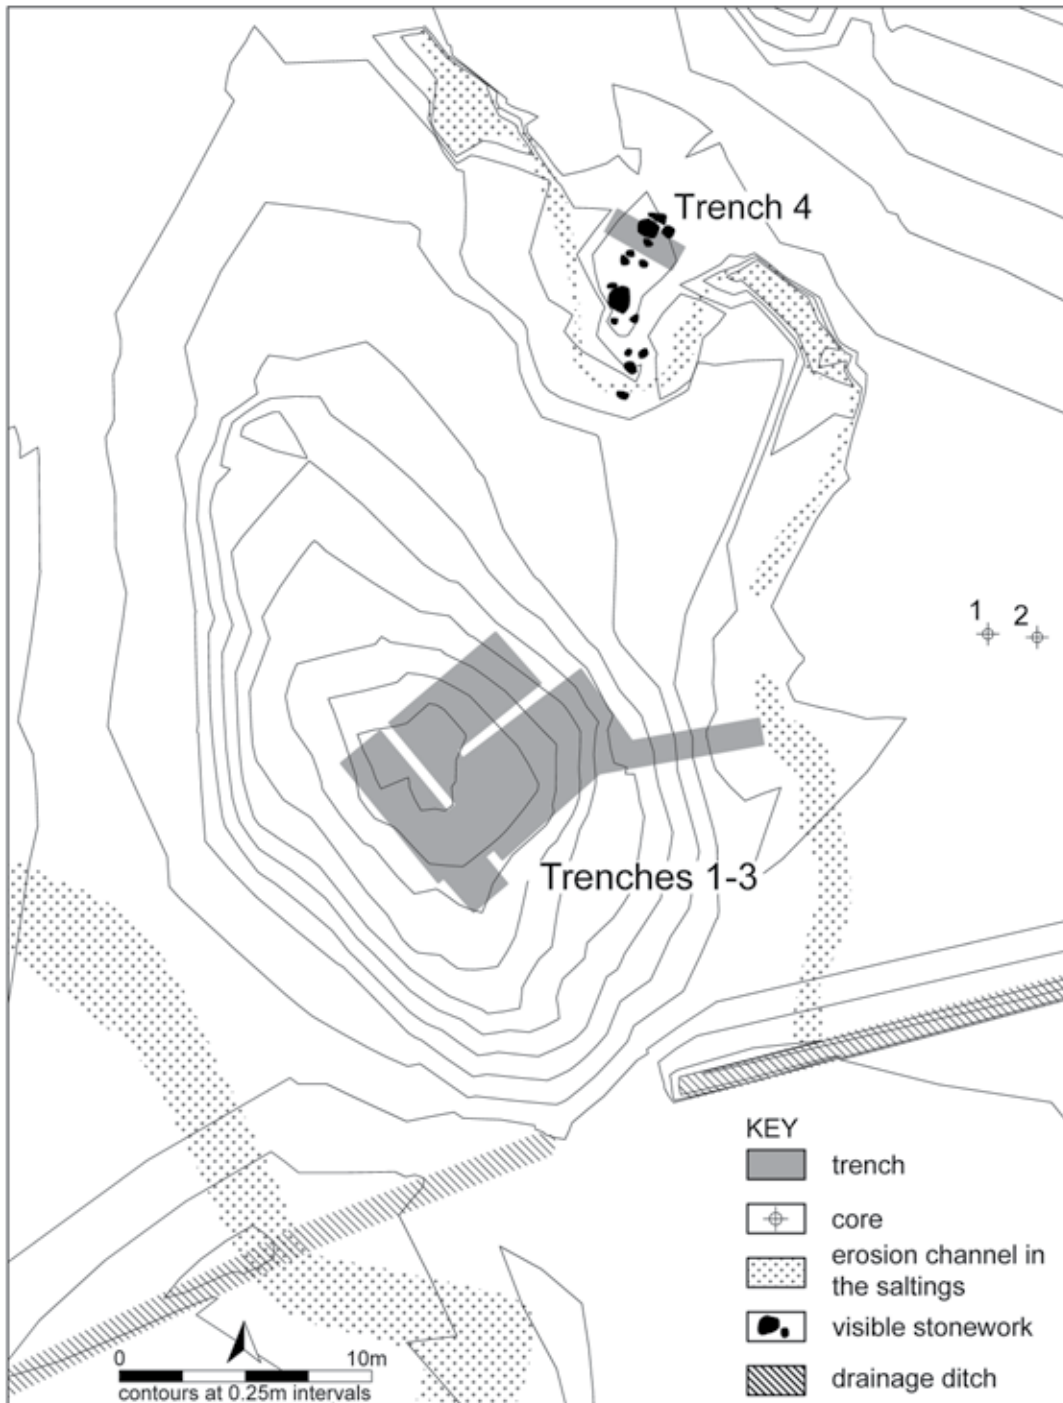 Trench 4
1
2
Trenches 1-3
KEY
trench
core
erosion channel in
the saltings
visible stonework
drainage ditch
0 10m
contours at 0.25m intervals